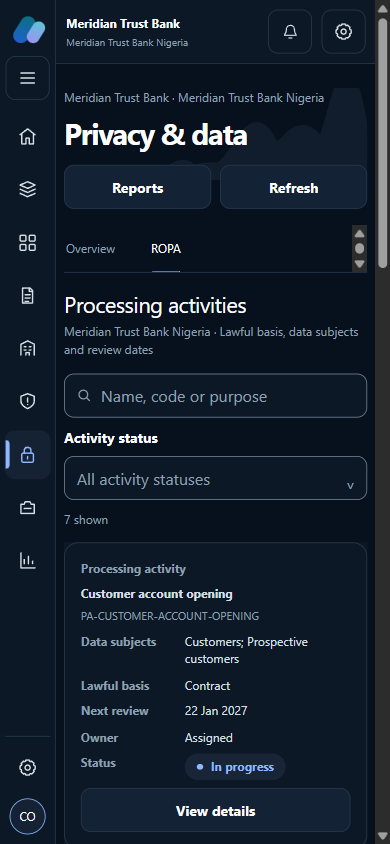 Meridian Trust Bank
Meridian Trust Bank Nigeria
Meridian Trust Bank · Meridian Trust Bank Nigeria
Privacy & data
Reports
Refresh
Overview
ROPA
Processing activities
Meridian Trust Bank Nigeria · Lawful basis, data subjects
and review dates
Name, code or purpose
Activity status
All activity statuses
v
7 shown
Processing activity
Customer account opening
PA-CUSTOMER-ACCOUNT-OPENING
Data subjects Customers; Prospective
customers
Lawful basis Contract
Next review 22 Jan 2027
Owner Assigned
Status In progress
View details
CO